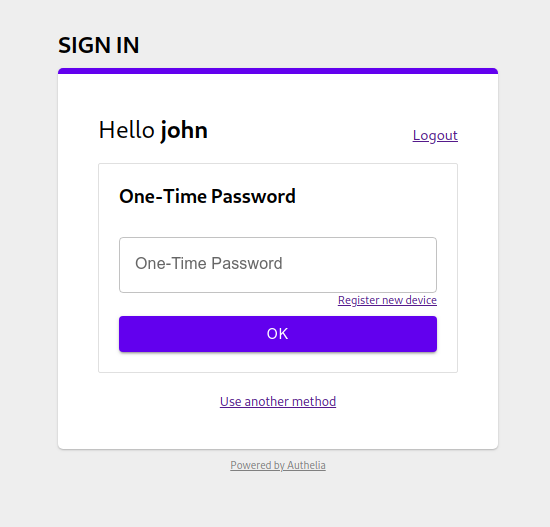 SIGN IN
Hello john
Logout
One-Time Password
One-Time Password
Register new device
OK
Use another method
Powered by Authelia